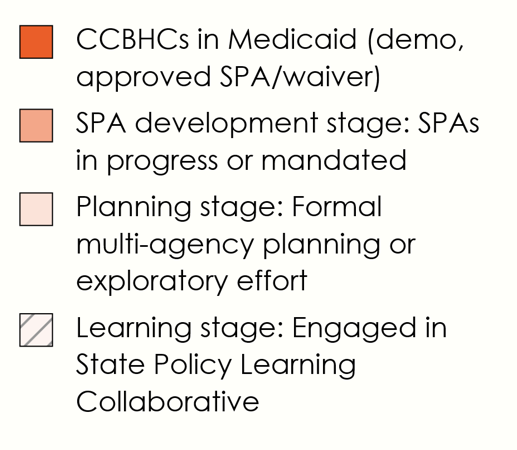 CCBHCs in Medicaid (demo,
approved SPA/waiver)
SPA development stage: SPAs
in progress or mandated
Planning stage: Formal
multi-agency planning or
exploratory effort
Learning stage: Engaged in
State Policy Learning
Collaborative